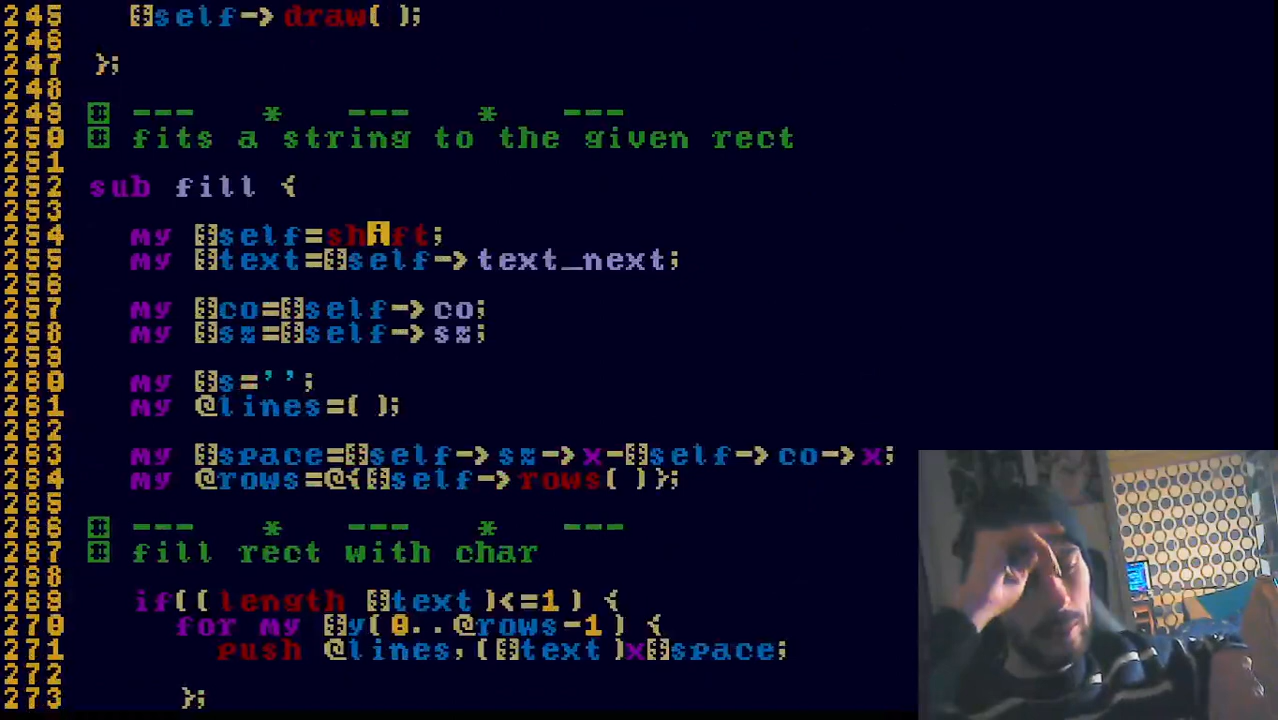 245 $self->draw( );
246
247 };
248
249 # --- * --- * ---
250 # fits a string to the given rect
251
252 sub fill {
253
254 my $self=shift;
255 my $text=$self->text_next;
256
257 my $co=$self->co;
258 my $sz=$self->sz;
259
260 my $s='';
261 my @lines=( );
262
263 my $space=$self->sz->x-$self->co->x;
264 my @rows=@{$self->rows( )};
265
266 # --- * --- * ---
267 # fill rect with char
268
269 if( ( length $text )<=1 ) {
270 for my $y( 0..@rows-1 ) {
271 push @lines,( $text )x$space;
272
273 };